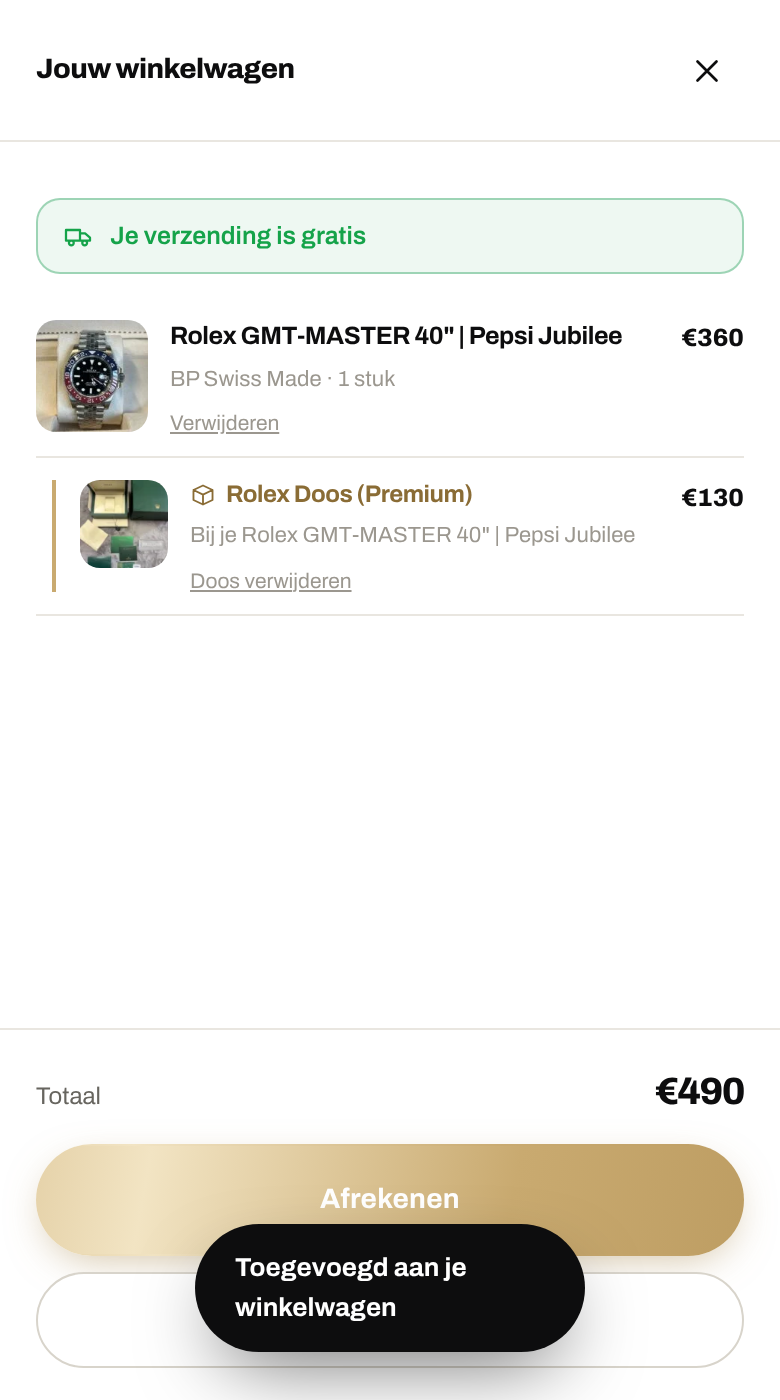 Jouw winkelwagen
Je verzending is gratis
Rolex GMT-MASTER 40" | Pepsi Jubilee
€360
BP Swiss Made · 1 stuk
Verwijderen
Rolex Doos (Premium)
€130
Bij je Rolex GMT-MASTER 40" | Pepsi Jubilee
Doos verwijderen
Totaal
€490
Afrekenen
Toegevoegd aan je
winkelwagen